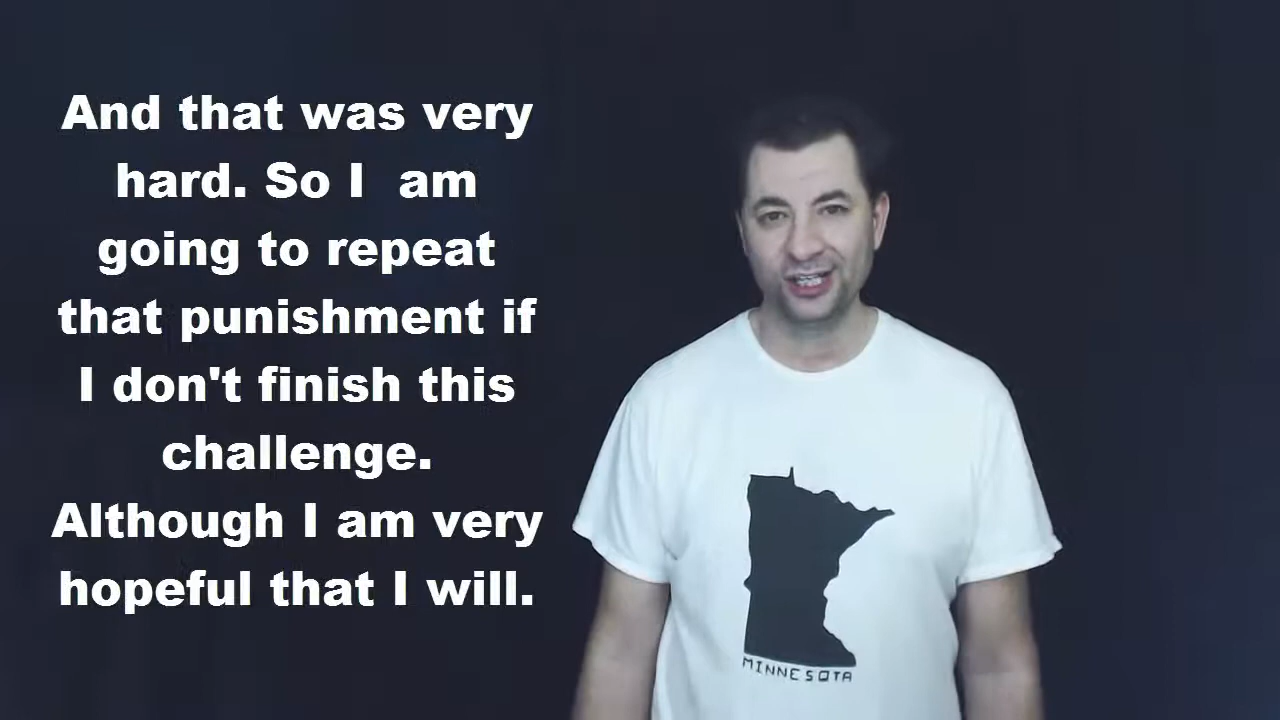 And that was very
hard. So I  am
going to repeat
that punishment if
I don't finish this
challenge.
Although I am very
hopeful that I will.
MINNESOTA